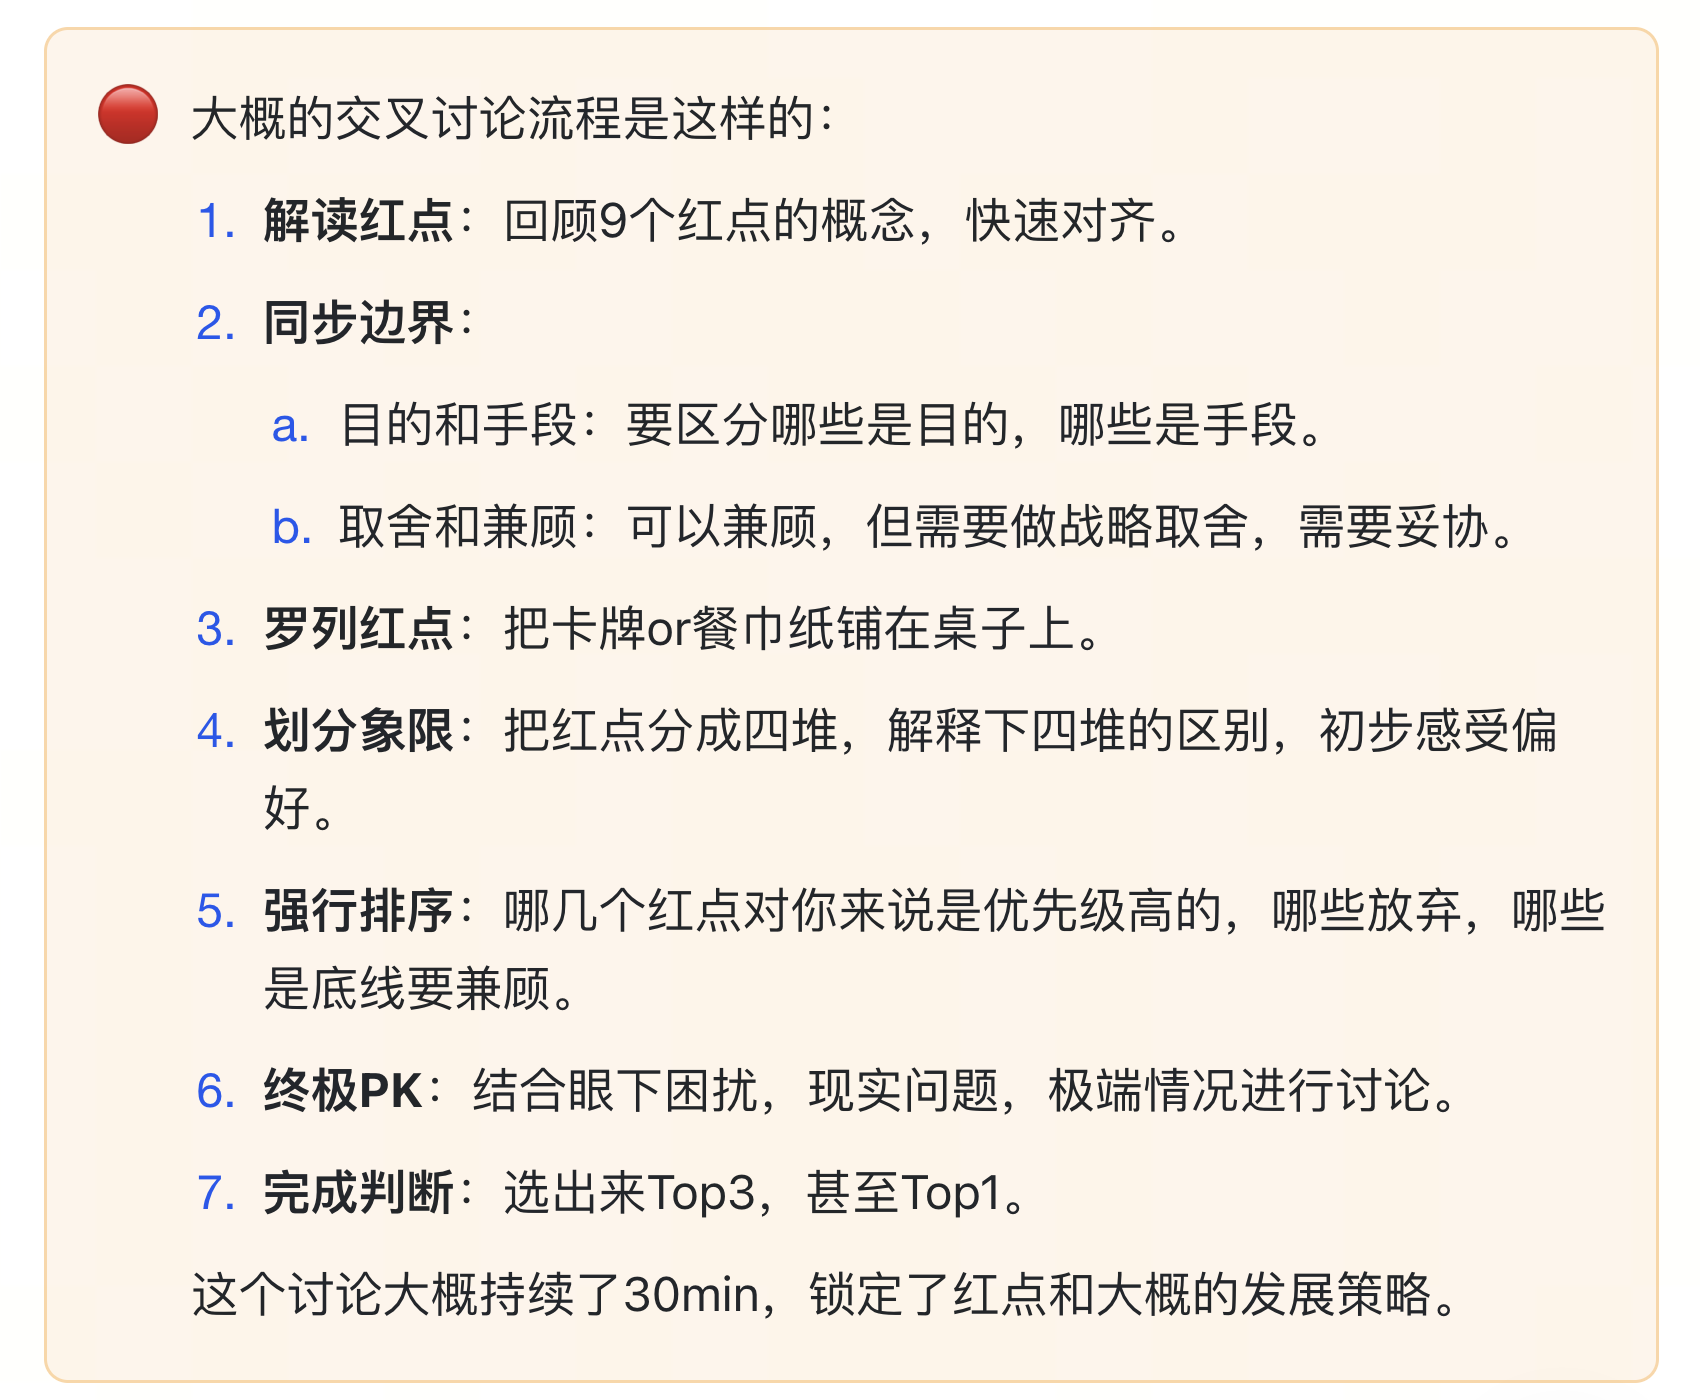 大概的交叉讨论流程是这样的：
1. 解读红点：回顾9个红点的概念，快速对齐。
2. 同步边界：
a. 目的和手段：要区分哪些是目的，哪些是手段。
b. 取舍和兼顾：可以兼顾，但需要做战略取舍，需要妥协。
3. 罗列红点：把卡牌or餐巾纸铺在桌子上。
4. 划分象限：把红点分成四堆，解释下四堆的区别，初步感受偏
好。
5. 强行排序：哪几个红点对你来说是优先级高的，哪些放弃，哪些
是底线要兼顾。
6. 终极PK：结合眼下困扰，现实问题，极端情况进行讨论。
7. 完成判断：选出来Top3，甚至Top1。
这个讨论大概持续了30min，锁定了红点和大概的发展策略。